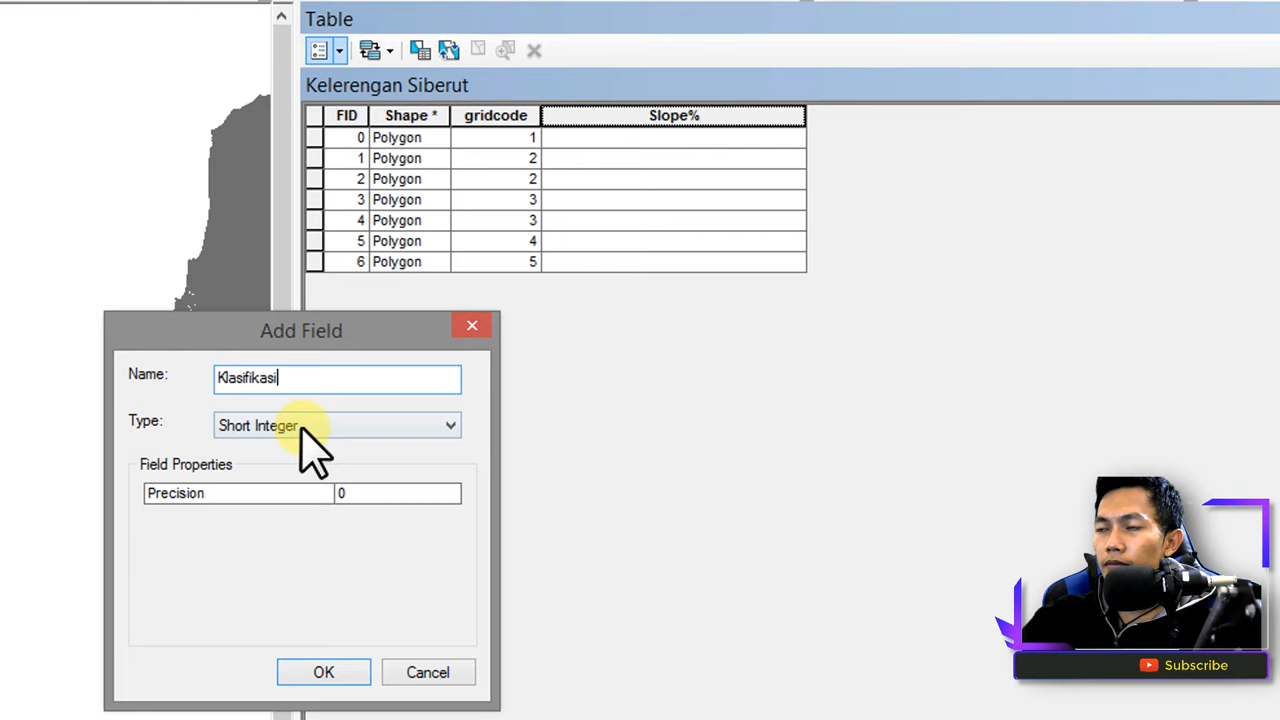 Table
Kelerengan Siberut
FID Shape * gridcode Slope%
0 Polygon 1
1 Polygon 2
2 Polygon 2
3 Polygon 3
4 Polygon 3
5 Polygon 4
6 Polygon 5
Add Field
Name: Klasifikasi
Type: Short Integer
Field Properties
Precision 0
OK Cancel
Subscribe